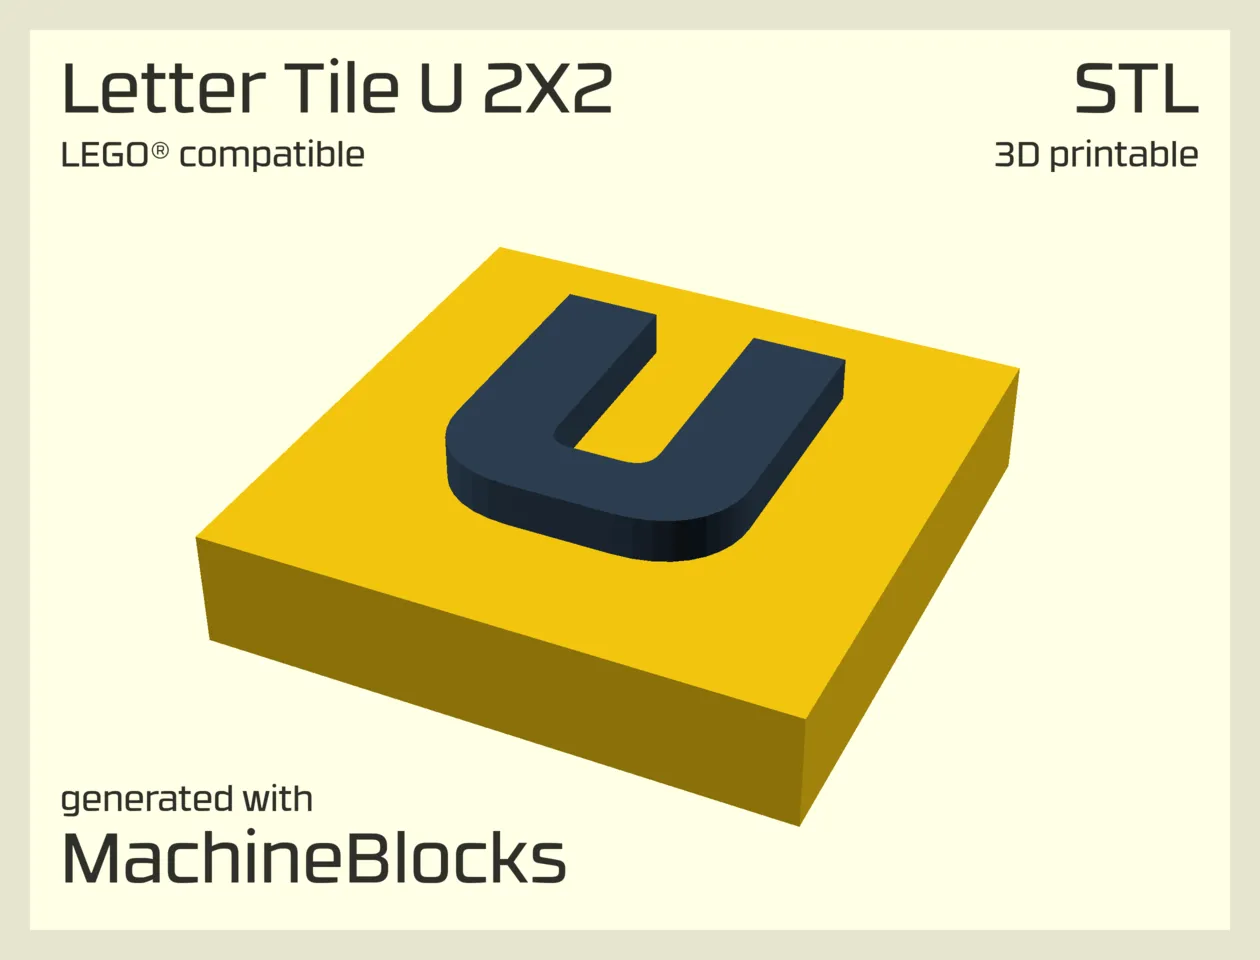 Letter Tile U 2X2
STL
LEGO® compatible
3D printable
U
generated with
MachineBlocks